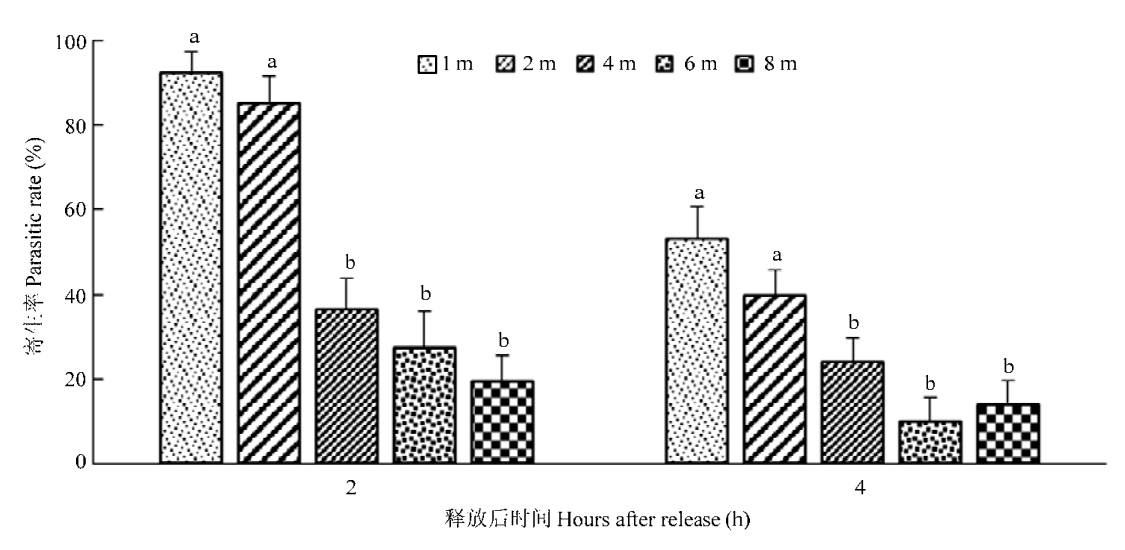 100
80
60
40
20
0
寄生率 Parasitic rate (%)
1 m 2 m 4 m 6 m 8 m
a a b b b
a a b b b
2 4
释放后时间 Hours after release (h)